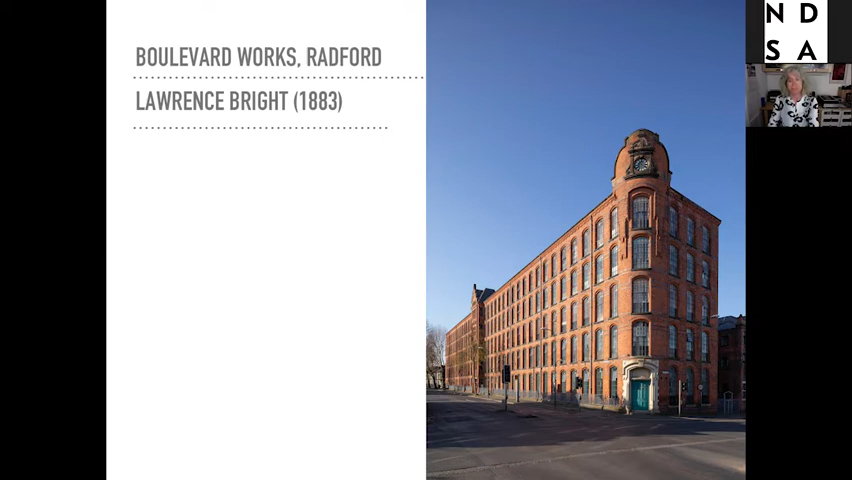 BOULEVARD WORKS, RADFORD
LAWRENCE BRIGHT (1883)
N D
S A